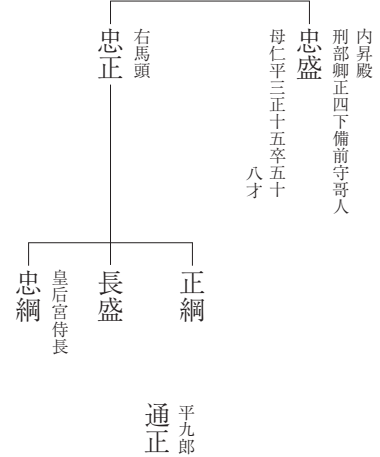 内昇殿
刑部卿正四下備前守哥人
忠盛
母仁平三正十五卒五十
八才
右馬頭
忠正
正綱
長盛
皇后宮侍長
忠綱
平九郎
通正